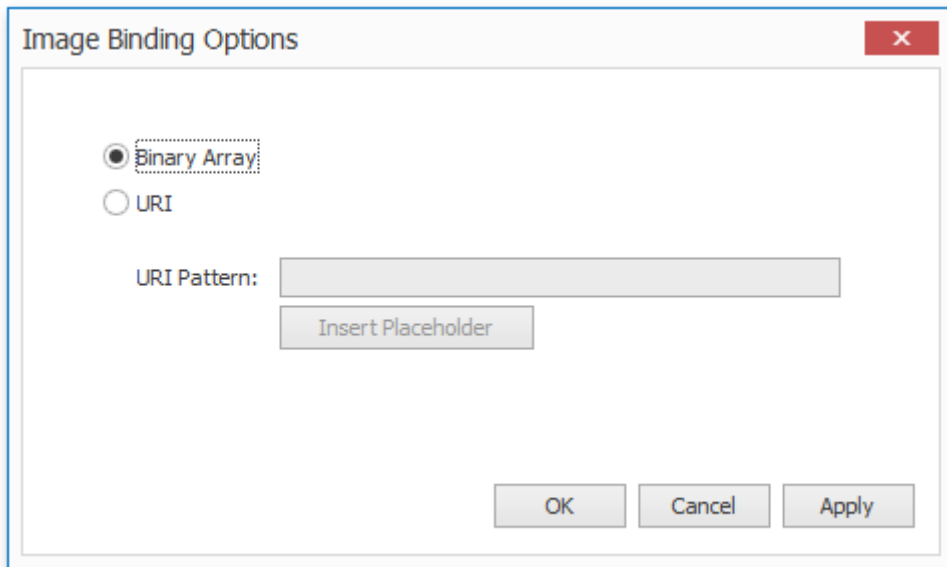 Image Binding Options
Binary Array
URI
URI Pattern:
Insert Placeholder
OK Cancel Apply